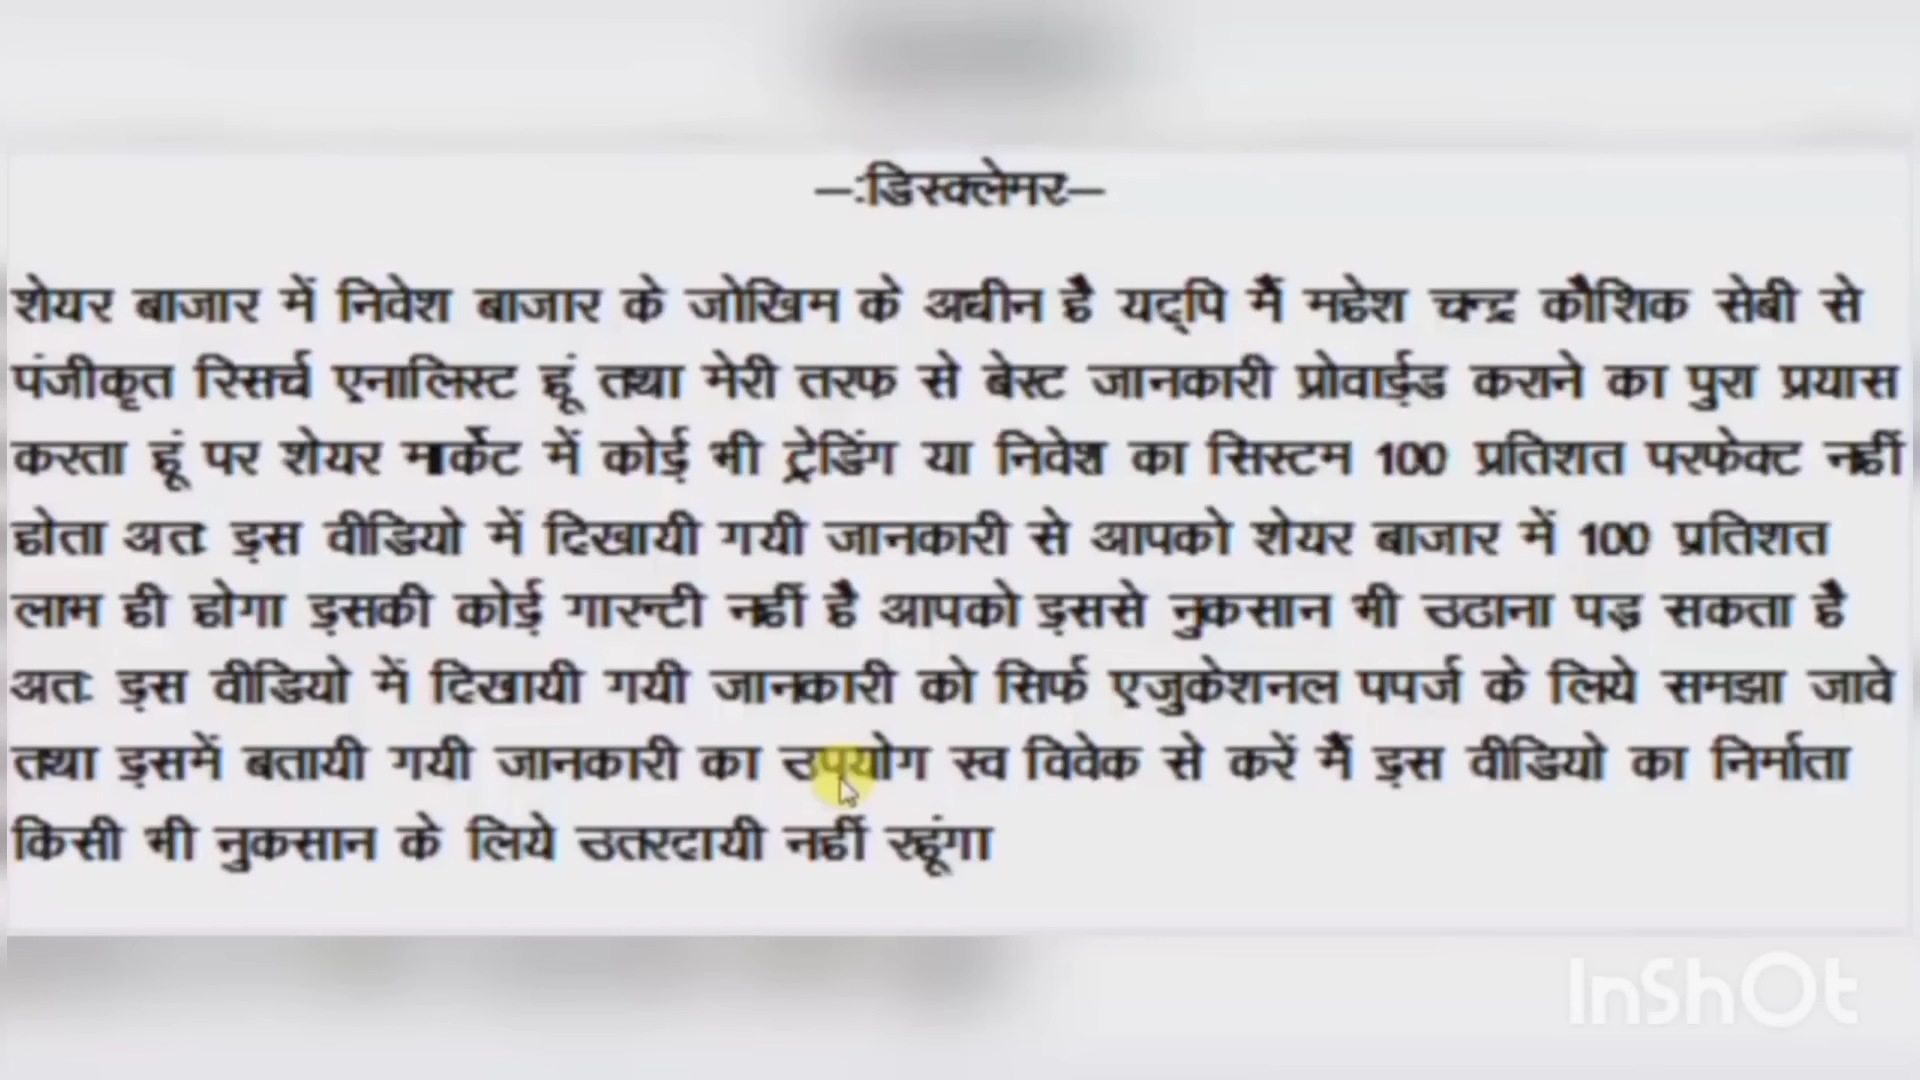 —:डिस्क्लेमर—
शेयर बाजार में निवेश बाजार के जोखिम के अधीन है यद्पि मैं महेश चन्द्र कौशिक सेबी से
पंजीकृत रिसर्च एनालिस्ट हूं तथा मेरी तरफ से बेस्ट जानकारी प्रोवाईड कराने का पुरा प्रयास
करता हूं पर शेयर मार्केट में कोई भी ट्रेडिंग या निवेश का सिस्टम 100 प्रतिशत परफेक्ट नहीं
होता अतः इस वीडियो में दिखायी गयी जानकारी से आपको शेयर बाजार में 100 प्रतिशत
लाभ ही होगा इसकी कोई गारन्टी नहीं है आपको इससे नुकसान भी उठाना पड़ सकता है
अतः इस वीडियो में दिखायी गयी जानकारी को सिर्फ एजुकेशनल पपर्ज के लिये समझा जावे
तथा इसमें बतायी गयी जानकारी का उपयोग स्व विवेक से करें मैं इस वीडियो का निर्माता
किसी भी नुकसान के लिये उतरदायी नहीं रहूंगा
InShOt